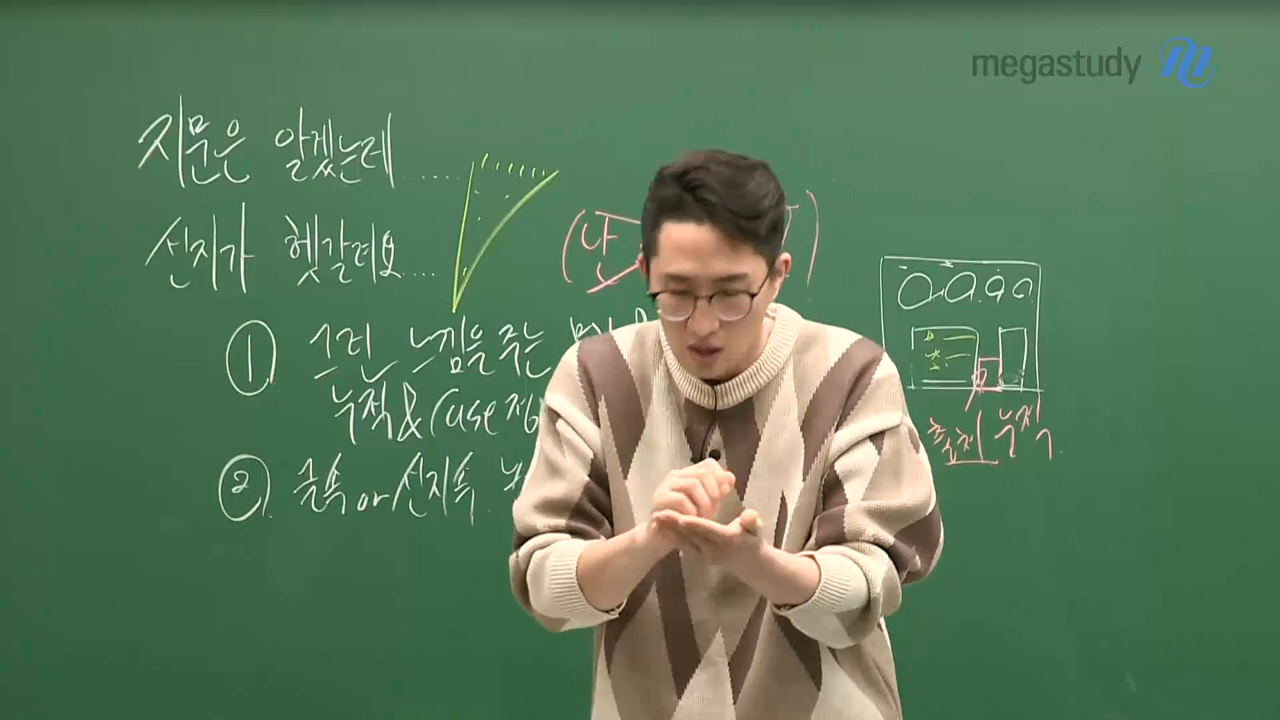 megastudy
지문은 알겠는데......
선지가 헷갈려요....
① 그런 느낌을 주는
누적 & Case
② 글속 or 선지속
출제 누적